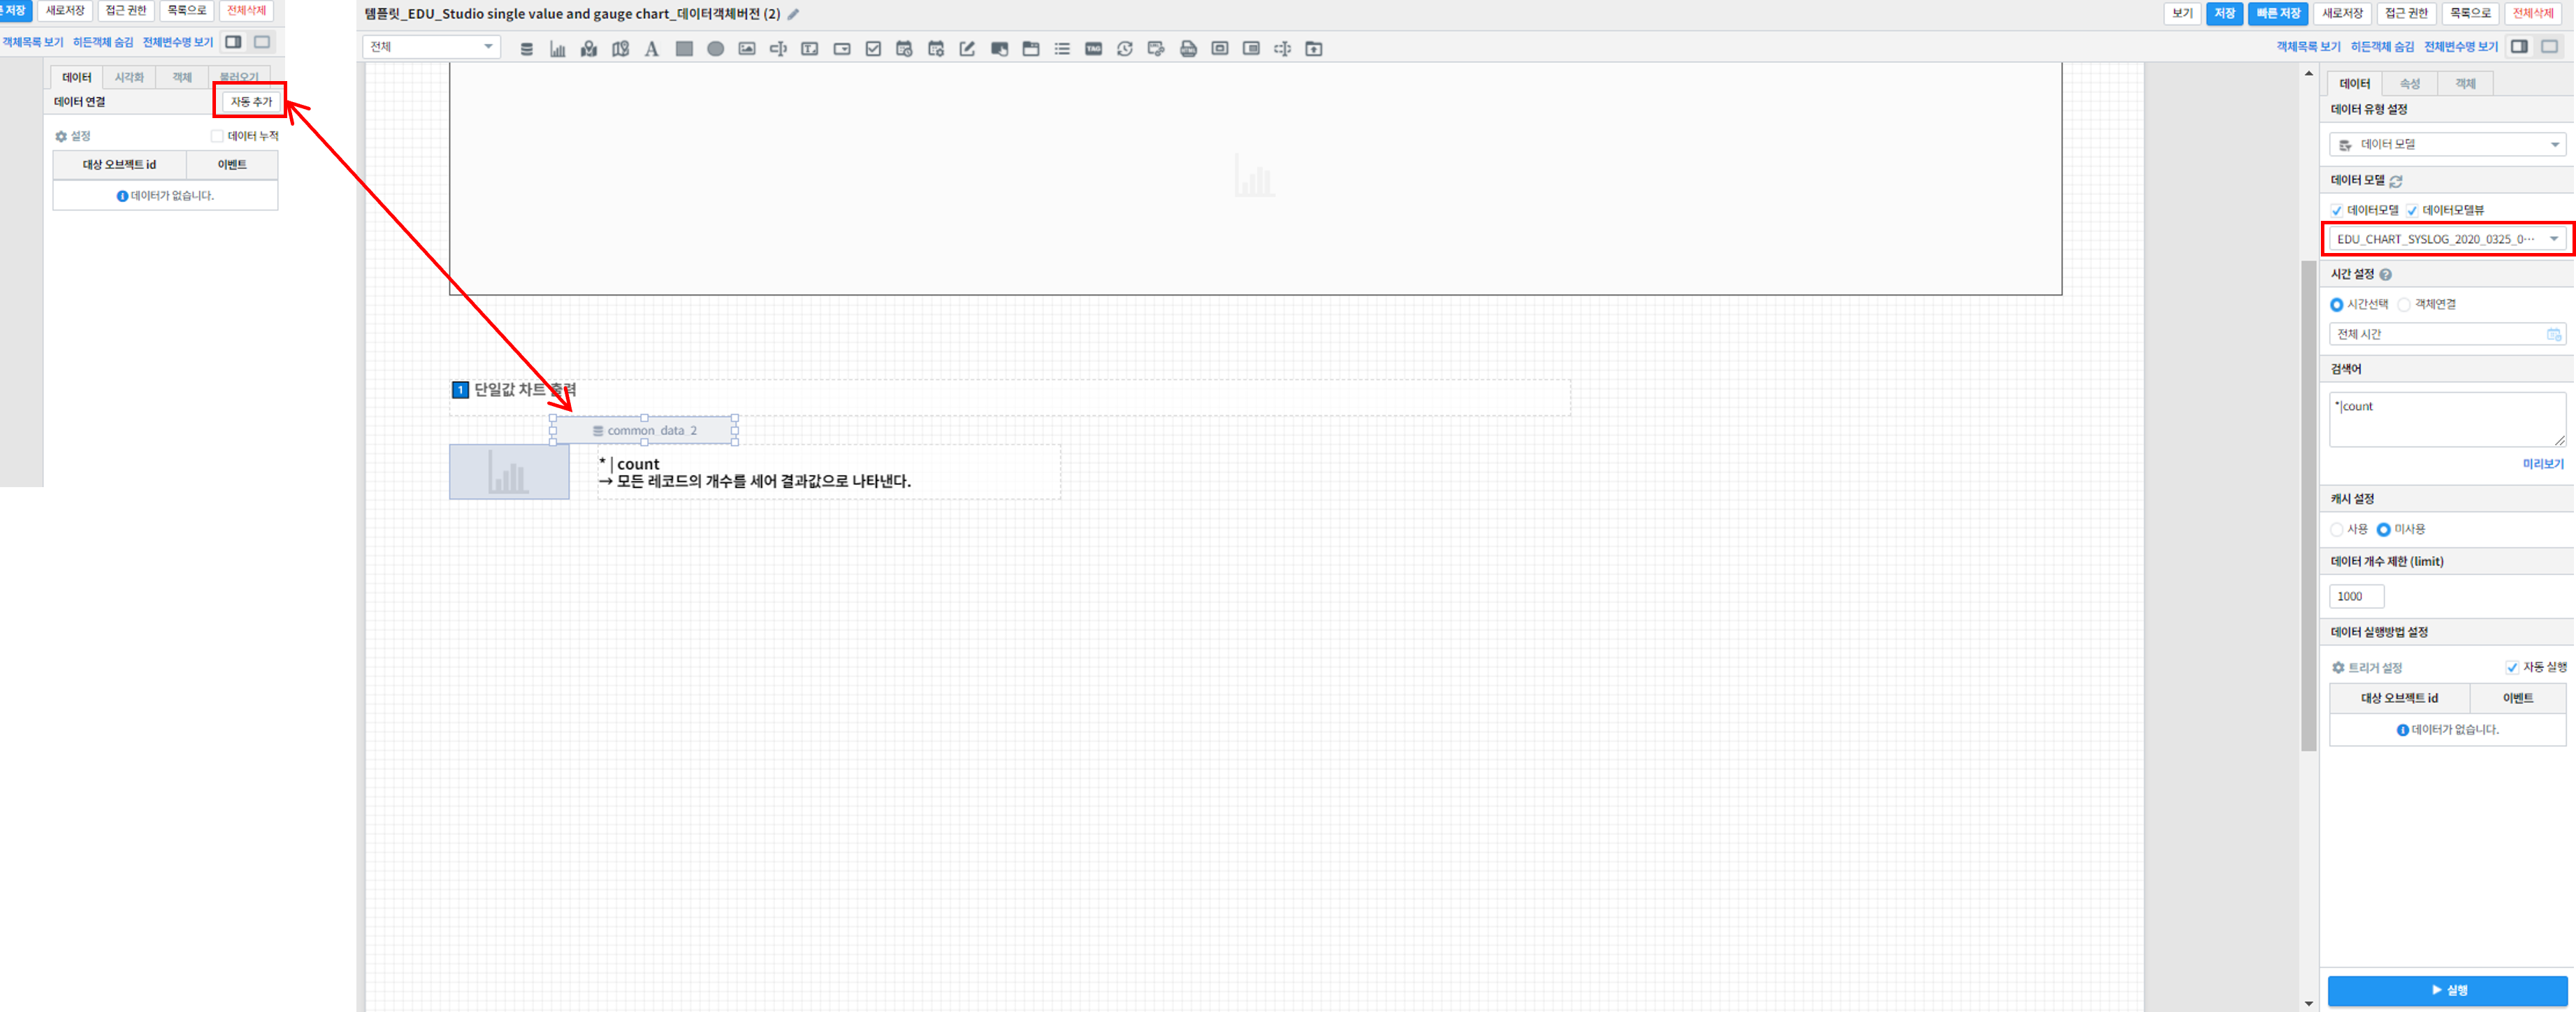 른 저장 새로저장 접근 권한 목록으로 전체삭제
객체목록 보기 히든객체 숨김 전체변수명 보기
데이터 시각화 객체 불러오기
데이터 연결 자동 추가
설정 데이터 누적
대상 오브젝트 id 이벤트
데이터가 없습니다.
템플릿_EDU_Studio single value and gauge chart_데이터객체버전 (2)
보기 저장 빠른 저장 새로저장 접근 권한 목록으로 전체삭제
전체
TAG
객체목록 보기 히든객체 숨김 전체변수명 보기
1 단일값 차트 출력
common_data_2
* | count
→ 모든 레코드의 개수를 세어 결과값으로 나타낸다.
데이터 속성 객체
데이터 유형 설정
데이터 모델
데이터 모델
데이터모델 데이터모델뷰
EDU_CHART_SYSLOG_2020_0325_0···
시간 설정
시간선택 객체연결
전체 시간
검색어
*|count
미리보기
캐시 설정
사용 미사용
데이터 개수 제한 (limit)
1000
데이터 실행방법 설정
트리거 설정 자동 실행
대상 오브젝트 id 이벤트
데이터가 없습니다.
실행